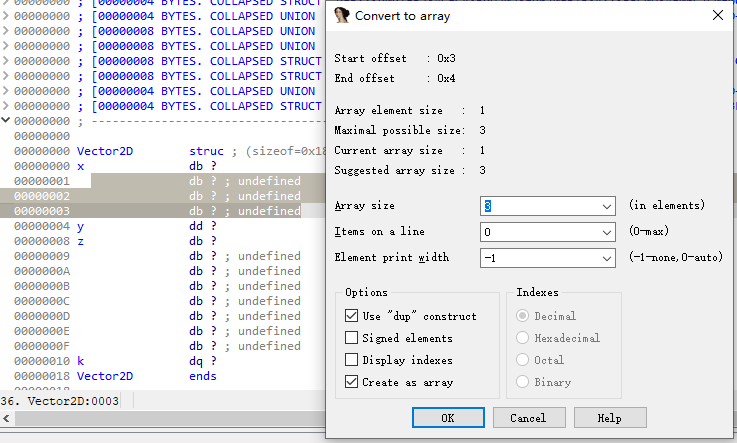 00000000 ; [00000004 BYTES. COLLAPSED STRUCT
00000000 ; [00000004 BYTES. COLLAPSED UNION
00000000 ; [00000008 BYTES. COLLAPSED UNION
00000000 ; [00000008 BYTES. COLLAPSED UNION
00000000 ; [00000008 BYTES. COLLAPSED STRUCT
00000000 ; [00000008 BYTES. COLLAPSED STRUCT
00000000 ; [00000004 BYTES. COLLAPSED UNION
00000000 ; [00000004 BYTES. COLLAPSED STRUCT
00000000 ; ---------------------------------
00000000
00000000 Vector2D struc ; (sizeof=0x18
00000000 x db ?
00000001 db ? ; undefined
00000002 db ? ; undefined
00000003 db ? ; undefined
00000004 y dd ?
00000008 z db ?
00000009 db ? ; undefined
0000000A db ? ; undefined
0000000B db ? ; undefined
0000000C db ? ; undefined
0000000D db ? ; undefined
0000000E db ? ; undefined
0000000F db ? ; undefined
00000010 k dq ?
00000018 Vector2D ends
36. Vector2D:0003
Convert to array
Start offset : 0x3
End offset : 0x4
Array element size : 1
Maximal possible size: 3
Current array size : 1
Suggested array size : 3
Array size 3 (in elements)
Items on a line 0 (0-max)
Element print width -1 (-1-none,0-auto)
Options
Use "dup" construct
Signed elements
Display indexes
Create as array
Indexes
Decimal
Hexadecimal
Octal
Binary
OK Cancel Help